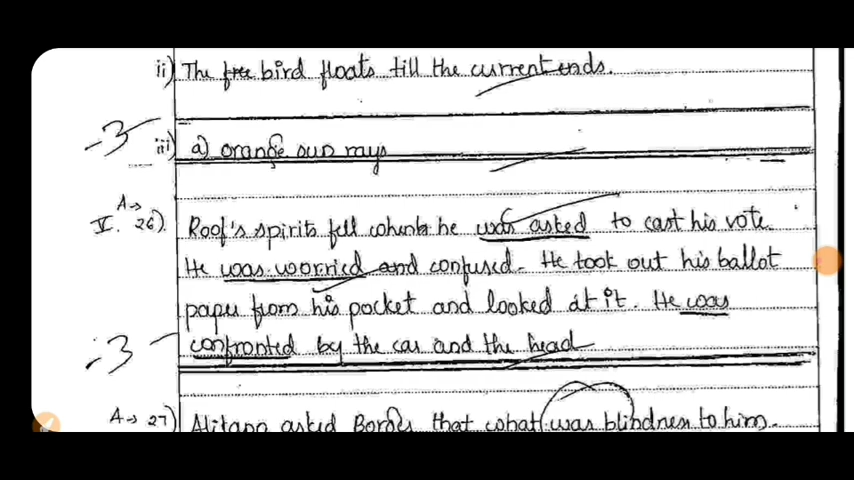 ii) The free bird floats till the current ends.
-3
iii) a) orange sun rays
A→
V. 26). Roof's spirits fell when he was asked to cast his vote.
He was worried and confused. He took out his ballot
paper from his pocket and looked at it. He was
confronted by the car and the head
-3
A→ 27) Alitano asked Bordes that what was blindness to him.